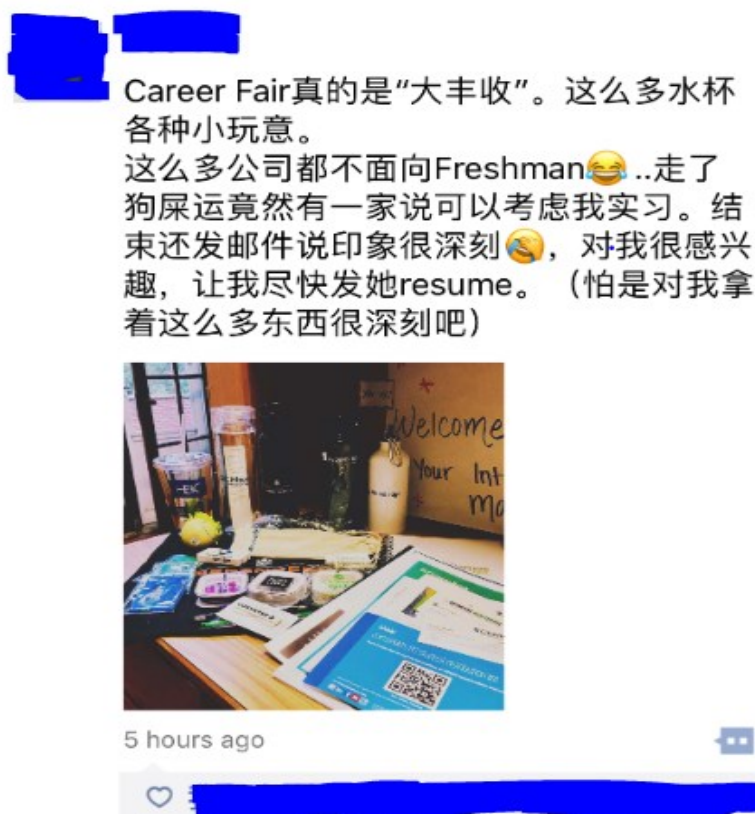 Career Fair真的是“大丰收”。这么多水杯
各种小玩意。
这么多公司都不面向Freshman😂..走了
狗屎运竟然有一家说可以考虑我实习。结
束还发邮件说印象很深刻🤣，对我很感兴
趣，让我尽快发她resume。（怕是对我拿
着这么多东西很深刻吧）
Welcome
Your Int
5 hours ago